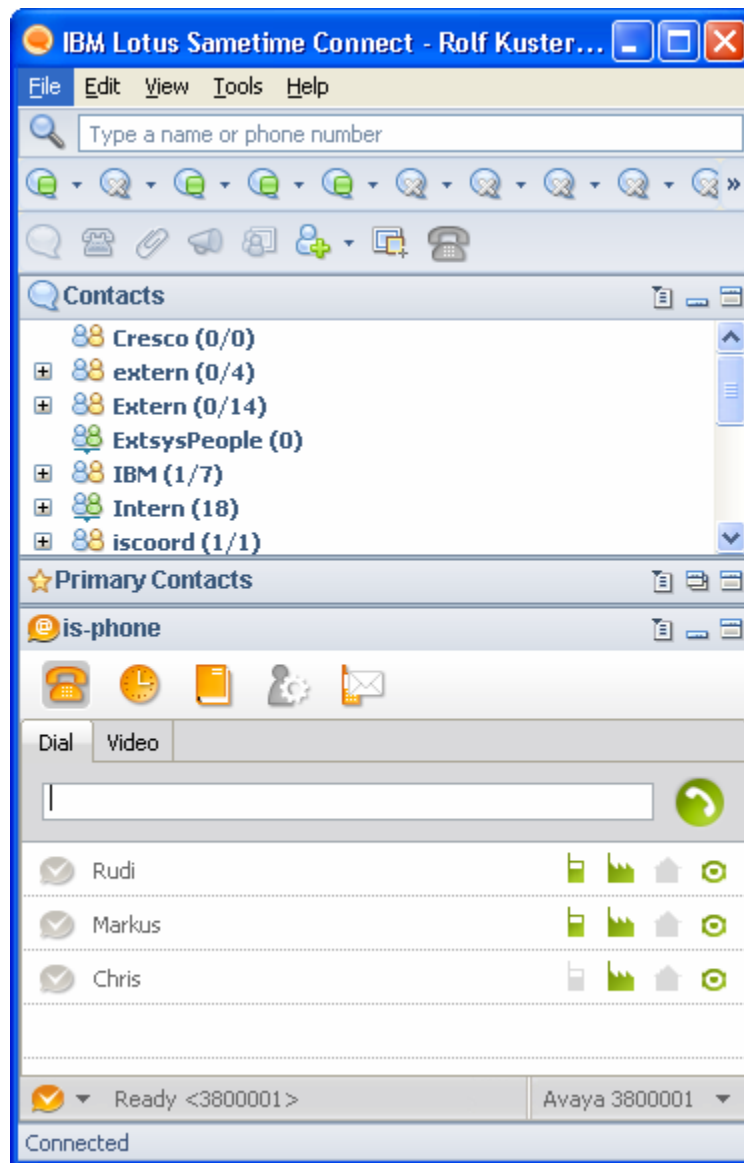 IBM Lotus Sametime Connect - Rolf Kuster...
File Edit View Tools Help
Type a name or phone number
Contacts
Cresco (0/0)
extern (0/4)
Extern (0/14)
ExtsysPeople (0)
IBM (1/7)
Intern (18)
iscoord (1/1)
Primary Contacts
is-phone
Dial Video
Rudi
Markus
Chris
Ready <3800001> Avaya 3800001
Connected